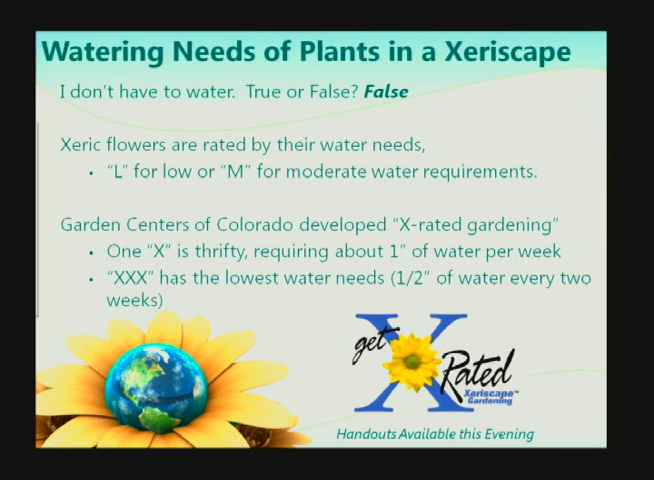 Watering Needs of Plants in a Xeriscape
I don't have to water. True or False? False
Xeric flowers are rated by their water needs,
• "L" for low or "M" for moderate water requirements.
Garden Centers of Colorado developed "X-rated gardening"
• One "X" is thrifty, requiring about 1" of water per week
• "XXX" has the lowest water needs (1/2" of water every two
weeks)
get X Rated
Xeriscape™
Gardening
Handouts Available this Evening